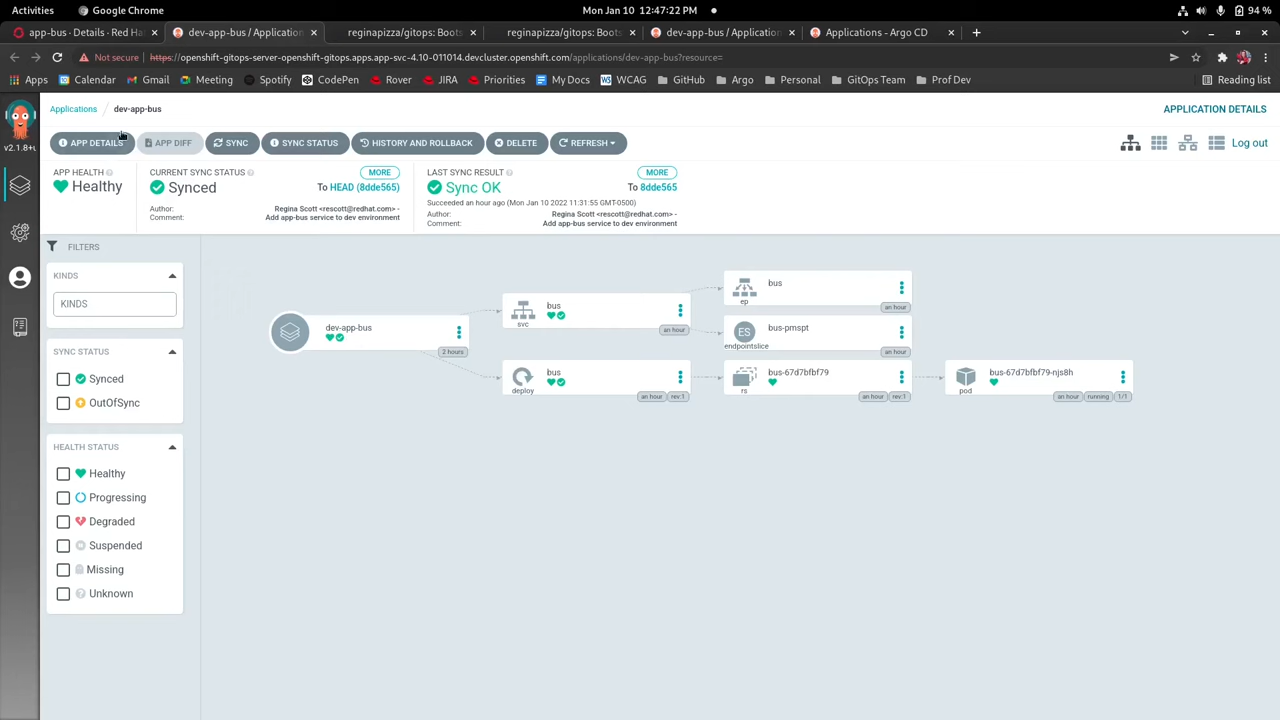 Activities
Google Chrome
Mon Jan 10 12:47:22 PM
94 %
app-bus - Details · Red Hat
dev-app-bus / Application
reginapizza/gitops: Boots
reginapizza/gitops: Boots
dev-app-bus / Application
Applications - Argo CD
Not secure
https://openshift-gitops-server-openshift-gitops.apps.app-svc-4.10-011014.devcluster.openshift.com/applications/dev-app-bus?resource=
Apps
Calendar
Gmail
Meeting
Spotify
CodePen
Rover
JIRA
Priorities
My Docs
WCAG
GitHub
Argo
Personal
GitOps Team
Prof Dev
Reading list
Applications / dev-app-bus
APPLICATION DETAILS
v2.1.8+
APP DETAILS
APP DIFF
SYNC
SYNC STATUS
HISTORY AND ROLLBACK
DELETE
REFRESH
Log out
APP HEALTH
Healthy
CURRENT SYNC STATUS
MORE
Synced
To HEAD (8dde565)
Author: Regina Scott <rescott@redhat.com> -
Comment: Add app-bus service to dev environment
LAST SYNC RESULT
MORE
Sync OK
To 8dde565
Succeeded an hour ago (Mon Jan 10 2022 11:31:55 GMT-0500)
Author: Regina Scott <rescott@redhat.com> -
Comment: Add app-bus service to dev environment
FILTERS
KINDS
KINDS
SYNC STATUS
Synced
OutOfSync
HEALTH STATUS
Healthy
Progressing
Degraded
Suspended
Missing
Unknown
dev-app-bus
2 hours
bus
svc
an hour
bus
deploy
an hour
rev:1
bus
ep
an hour
ES
bus-pmspt
endpointslice
an hour
bus-67d7bfbf79
rs
an hour
rev:1
bus-67d7bfbf79-njs8h
pod
an hour
running
1/1